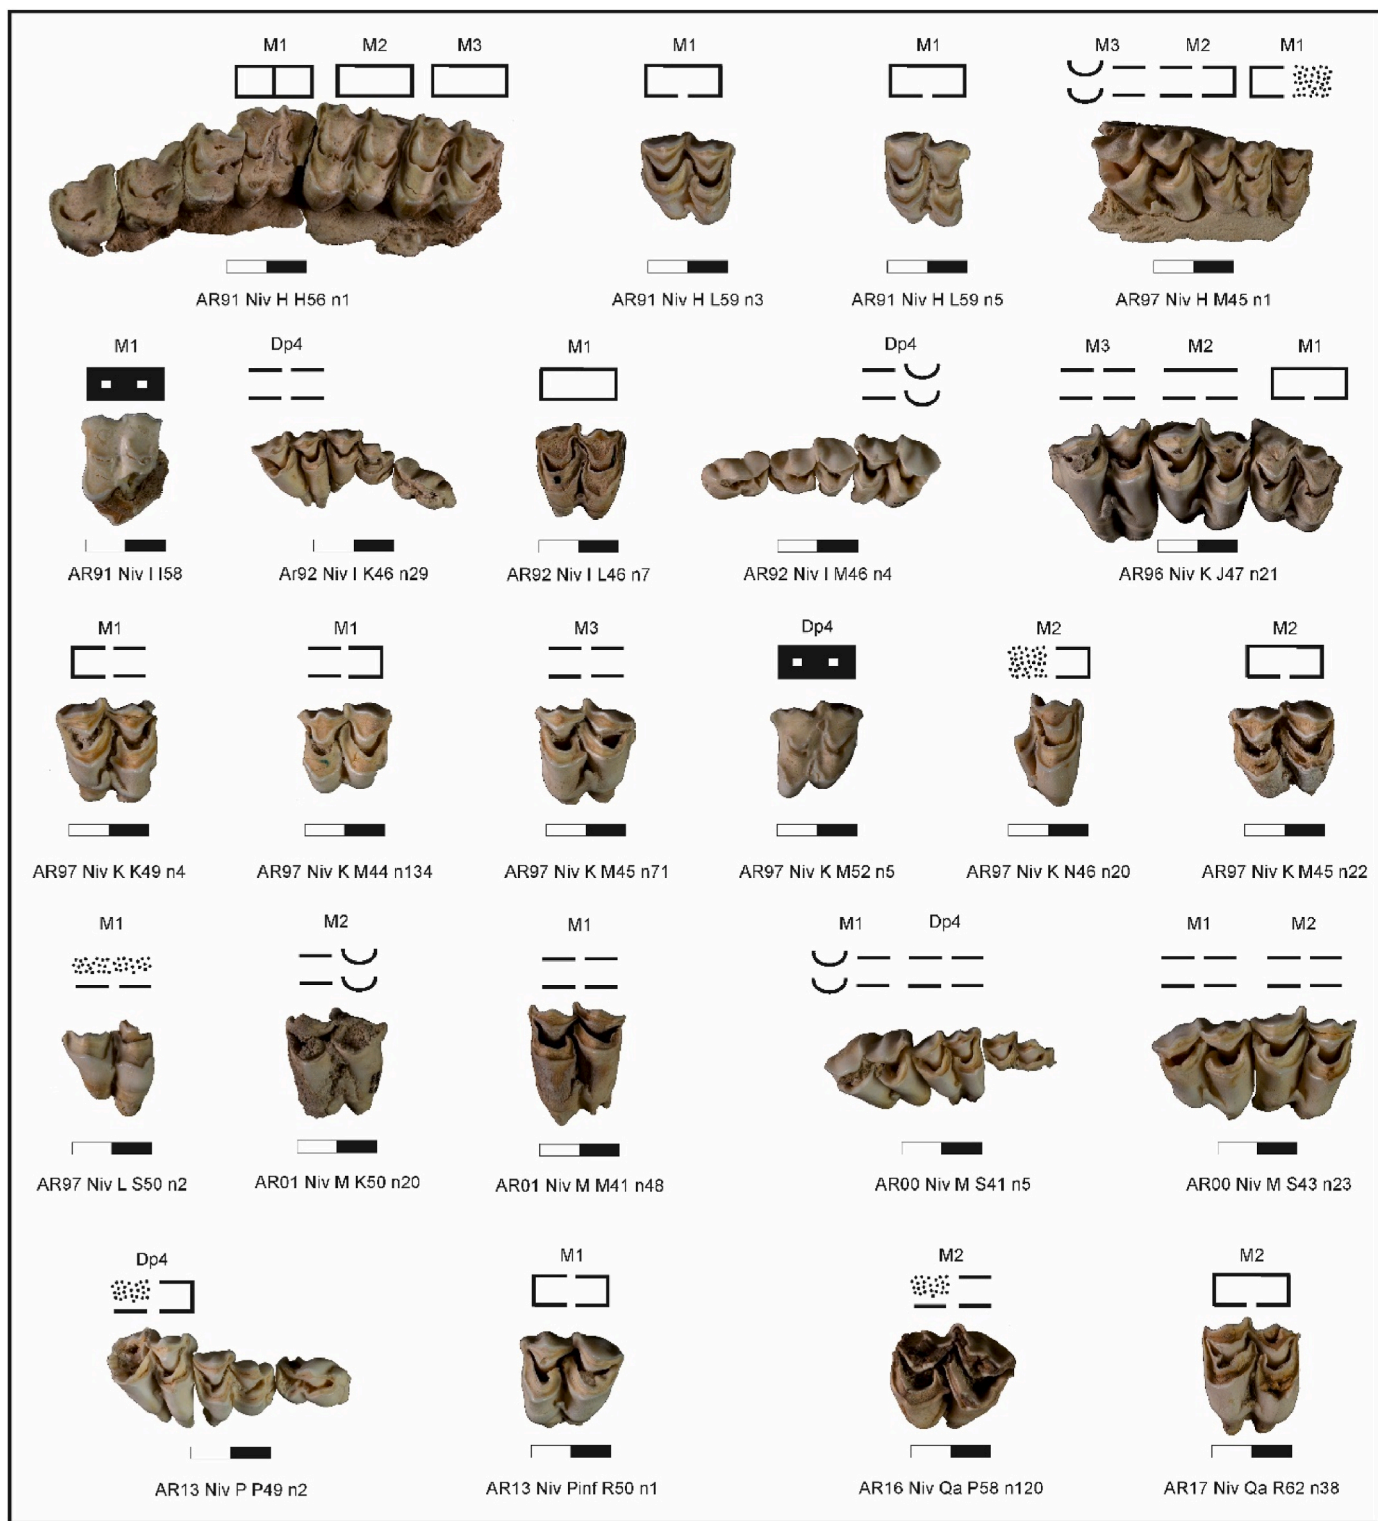 M1 M2 M3 M1 M1 M3 M2 M1
AR91 Niv H H56 n1 AR91 Niv H L59 n3 AR91 Niv H L59 n5 AR97 Niv H M45 n1
M1 Dp4 M1 Dp4 M3 M2 M1
AR91 Niv I I58 Ar92 Niv I K46 n29 AR92 Niv I L46 n7 AR92 Niv I M46 n4 AR96 Niv K J47 n21
M1 M1 M3 Dp4 M2 M2
AR97 Niv K K49 n4 AR97 Niv K M44 n134 AR97 Niv K M45 n71 AR97 Niv K M52 n5 AR97 Niv K N46 n20 AR97 Niv K M45 n22
M1 M2 M1 M1 Dp4 M1 M2
AR97 Niv L S50 n2 AR01 Niv M K50 n20 AR01 Niv M M41 n48 AR00 Niv M S41 n5 AR00 Niv M S43 n23
Dp4 M1 M2 M2
AR13 Niv P P49 n2 AR13 Niv Pinf R50 n1 AR16 Niv Qa P58 n120 AR17 Niv Qa R62 n38